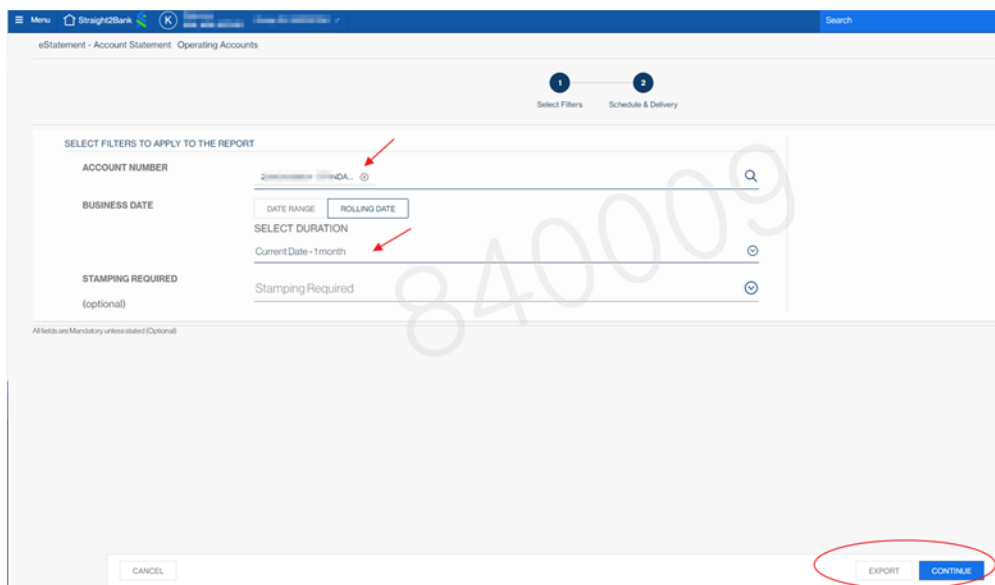 Menu Straight2Bank K Search
eStatement - Account Statement Operating Accounts
1 2
Select Filters Schedule & Delivery
SELECT FILTERS TO APPLY TO THE REPORT
ACCOUNT NUMBER
NDA...
BUSINESS DATE
DATE RANGE ROLLING DATE
SELECT DURATION
Current Date - 1month
STAMPING REQUIRED
(optional)
Stamping Required
All fields are Mandatory unless stated (Optional)
840009
CANCEL EXPORT CONTINUE